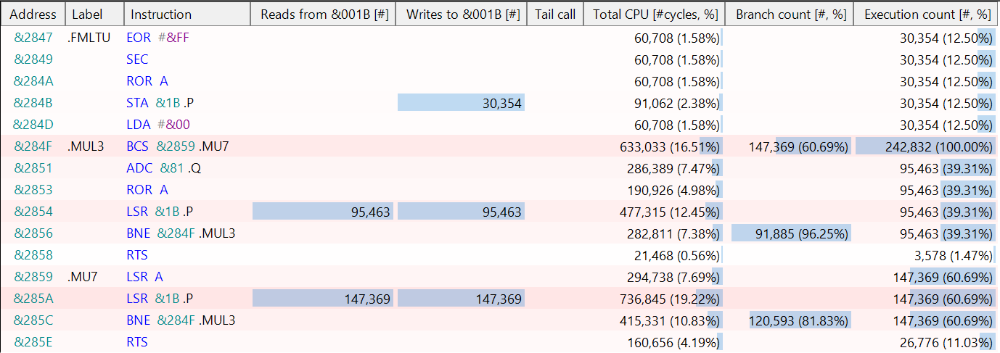 Address Label Instruction Reads from &001B [#] Writes to &001B [#] Tail call Total CPU [#cycles, %] Branch count [#, %] Execution count [#, %]
&2847 .FMLTU EOR #&FF 60,708 (1.58%) 30,354 (12.50%)
&2849 SEC 60,708 (1.58%) 30,354 (12.50%)
&284A ROR A 60,708 (1.58%) 30,354 (12.50%)
&284B STA &1B .P 30,354 91,062 (2.38%) 30,354 (12.50%)
&284D LDA #&00 60,708 (1.58%) 30,354 (12.50%)
&284F .MUL3 BCS &2859 .MU7 633,033 (16.51%) 147,369 (60.69%) 242,832 (100.00%)
&2851 ADC &81 .Q 286,389 (7.47%) 95,463 (39.31%)
&2853 ROR A 190,926 (4.98%) 95,463 (39.31%)
&2854 LSR &1B .P 95,463 95,463 477,315 (12.45%) 95,463 (39.31%)
&2856 BNE &284F .MUL3 282,811 (7.38%) 91,885 (96.25%) 95,463 (39.31%)
&2858 RTS 21,468 (0.56%) 3,578 (1.47%)
&2859 .MU7 LSR A 294,738 (7.69%) 147,369 (60.69%)
&285A LSR &1B .P 147,369 147,369 736,845 (19.22%) 147,369 (60.69%)
&285C BNE &284F .MUL3 415,331 (10.83%) 120,593 (81.83%) 147,369 (60.69%)
&285E RTS 160,656 (4.19%) 26,776 (11.03%)